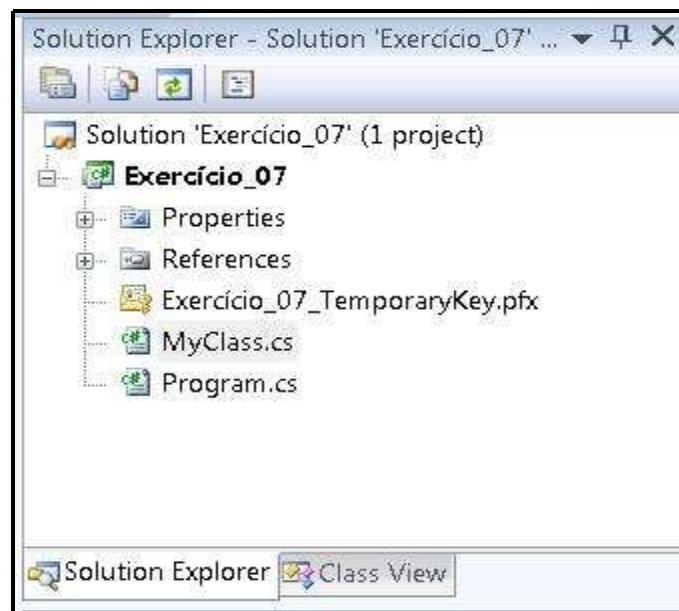 Solution Explorer - Solution 'Exercício_07' ...
Solution 'Exercício_07' (1 project)
Exercício_07
Properties
References
Exercício_07_TemporaryKey.pfx
MyClass.cs
Program.cs
Solution Explorer Class View